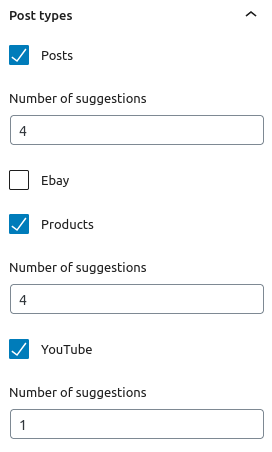 Post types
Posts
Number of suggestions
4
Ebay
Products
Number of suggestions
4
YouTube
Number of suggestions
1